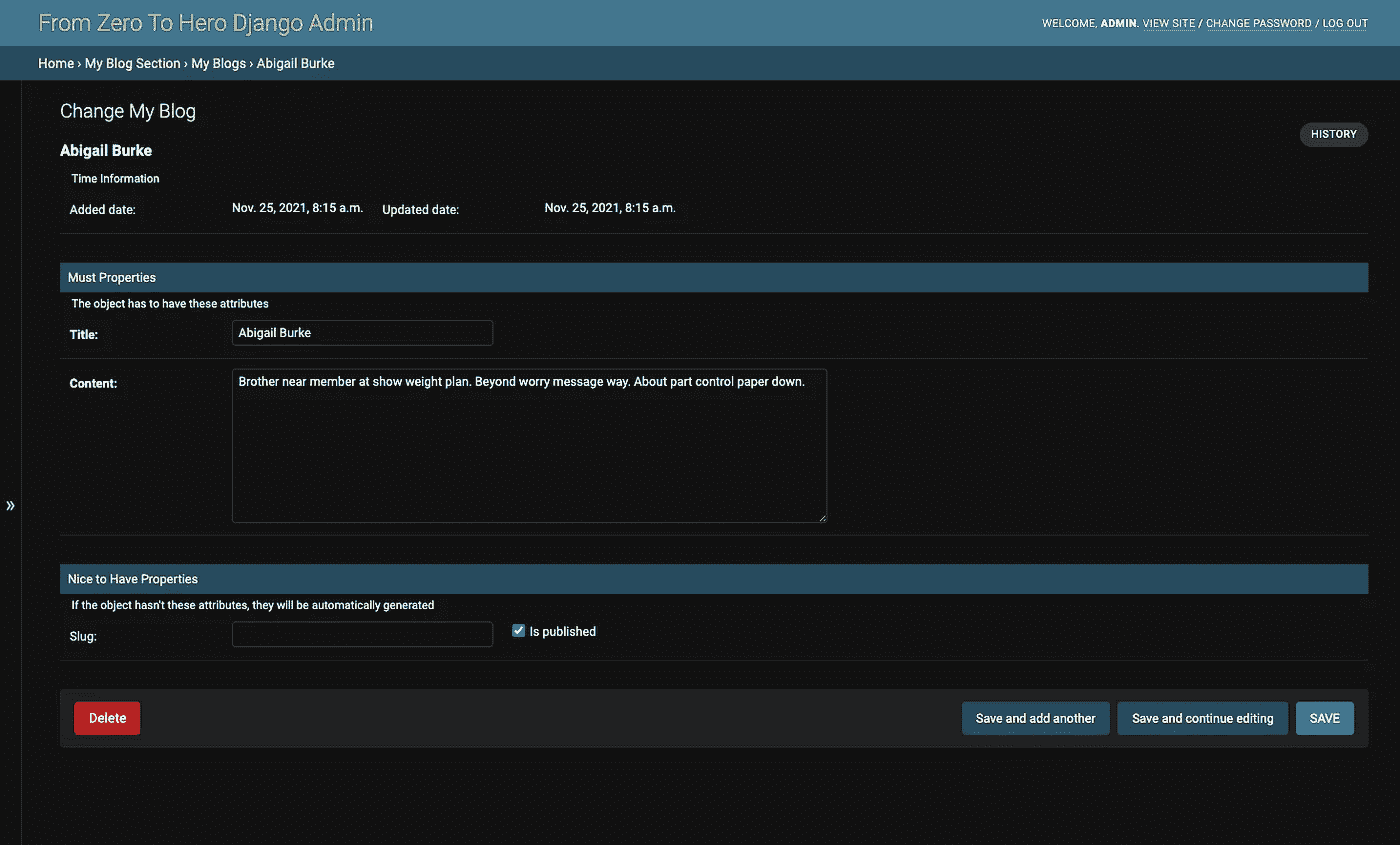 From Zero To Hero Django Admin
WELCOME, ADMIN. VIEW SITE / CHANGE PASSWORD / LOG OUT
Home › My Blog Section › My Blogs › Abigail Burke
Change My Blog
HISTORY
Abigail Burke
Time Information
Added date: Nov. 25, 2021, 8:15 a.m. Updated date: Nov. 25, 2021, 8:15 a.m.
Must Properties
The object has to have these attributes
Title: Abigail Burke
Content: Brother near member at show weight plan. Beyond worry message way. About part control paper down.
»
Nice to Have Properties
If the object hasn't these attributes, they will be automatically generated
Slug: Is published
Delete Save and add another Save and continue editing SAVE